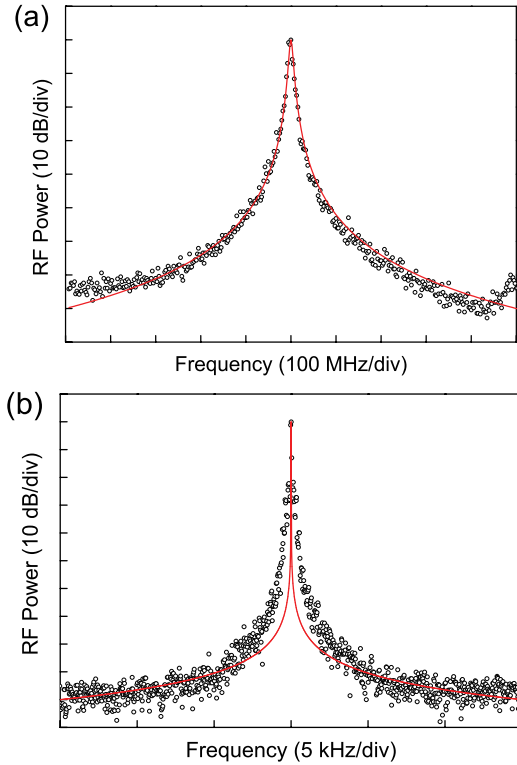 (a)
RF Power (10 dB/div)
Frequency (100 MHz/div)
(b)
RF Power (10 dB/div)
Frequency (5 kHz/div)